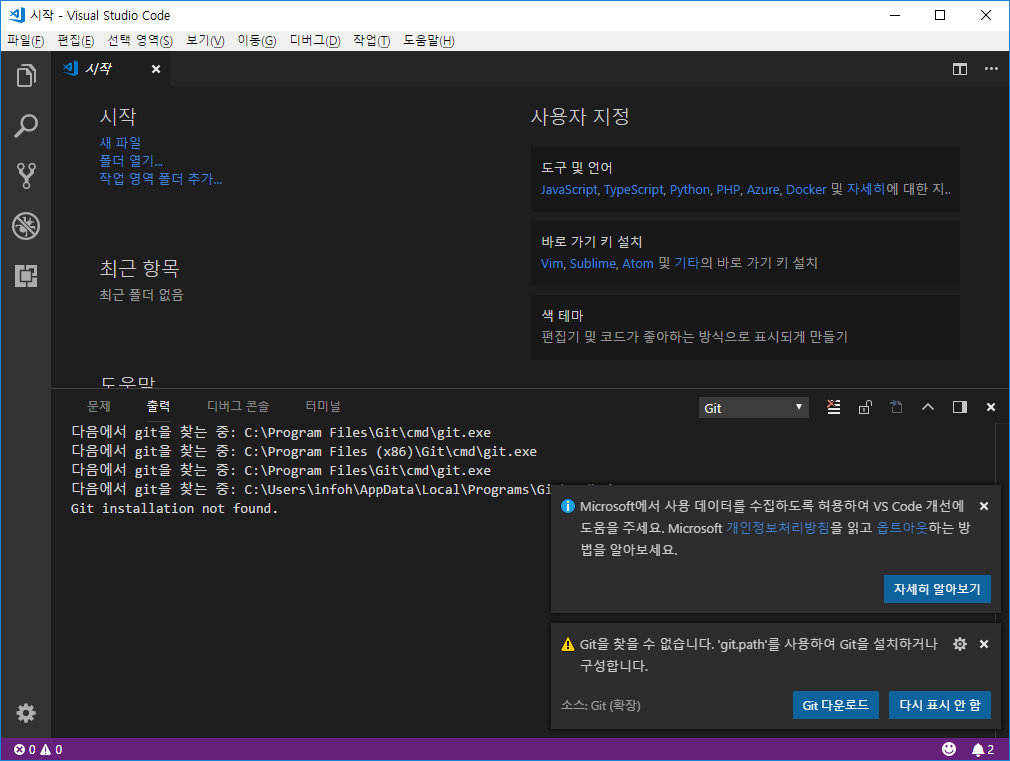 시작 - Visual Studio Code
파일(F) 편집(E) 선택 영역(S) 보기(V) 이동(G) 디버그(D) 작업(T) 도움말(H)
시작
시작
새 파일
폴더 열기...
작업 영역 폴더 추가...
최근 항목
최근 폴더 없음
도움말
사용자 지정
도구 및 언어
JavaScript, TypeScript, Python, PHP, Azure, Docker 및 자세히에 대한 지..
바로 가기 키 설치
Vim, Sublime, Atom 및 기타의 바로 가기 키 설치
색 테마
편집기 및 코드가 좋아하는 방식으로 표시되게 만들기
문제 출력 디버그 콘솔 터미널 Git
다음에서 git을 찾는 중: C:\Program Files\Git\cmd\git.exe
다음에서 git을 찾는 중: C:\Program Files (x86)\Git\cmd\git.exe
다음에서 git을 찾는 중: C:\Program Files\Git\cmd\git.exe
다음에서 git을 찾는 중: C:\Users\infoh\AppData\Local\Programs\Gi
Git installation not found.
Microsoft에서 사용 데이터를 수집하도록 허용하여 VS Code 개선에
도움을 주세요. Microsoft 개인정보처리방침을 읽고 옵트아웃하는 방
법을 알아보세요.
자세히 알아보기
Git을 찾을 수 없습니다. 'git.path'를 사용하여 Git을 설치하거나
구성합니다.
소스: Git (확장) Git 다운로드 다시 표시 안 함
0 0 2